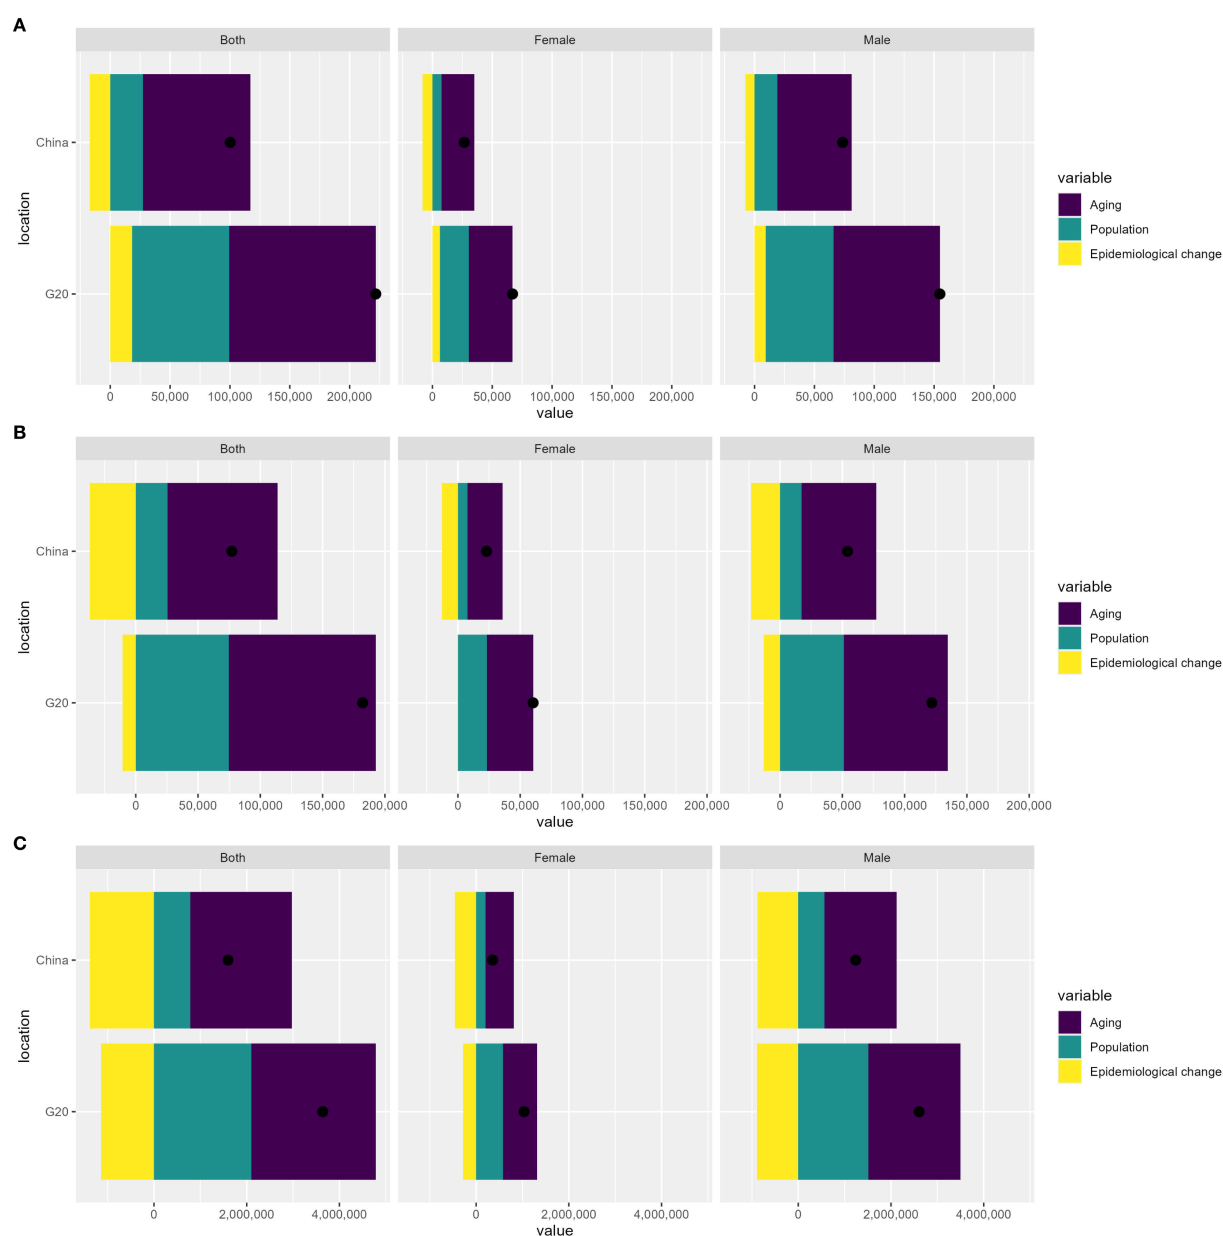 A
Both Female Male
China
G20
location
0 50,000 100,000 150,000 200,000 0 50,000 100,000 150,000 200,000 0 50,000 100,000 150,000 200,000
value
variable
Aging
Population
Epidemiological change
B
Both Female Male
China
G20
location
0 50,000 100,000 150,000 200,000 0 50,000 100,000 150,000 200,000 0 50,000 100,000 150,000 200,000
value
variable
Aging
Population
Epidemiological change
C
Both Female Male
China
G20
location
0 2,000,000 4,000,000 0 2,000,000 4,000,000 0 2,000,000 4,000,000
value
variable
Aging
Population
Epidemiological change